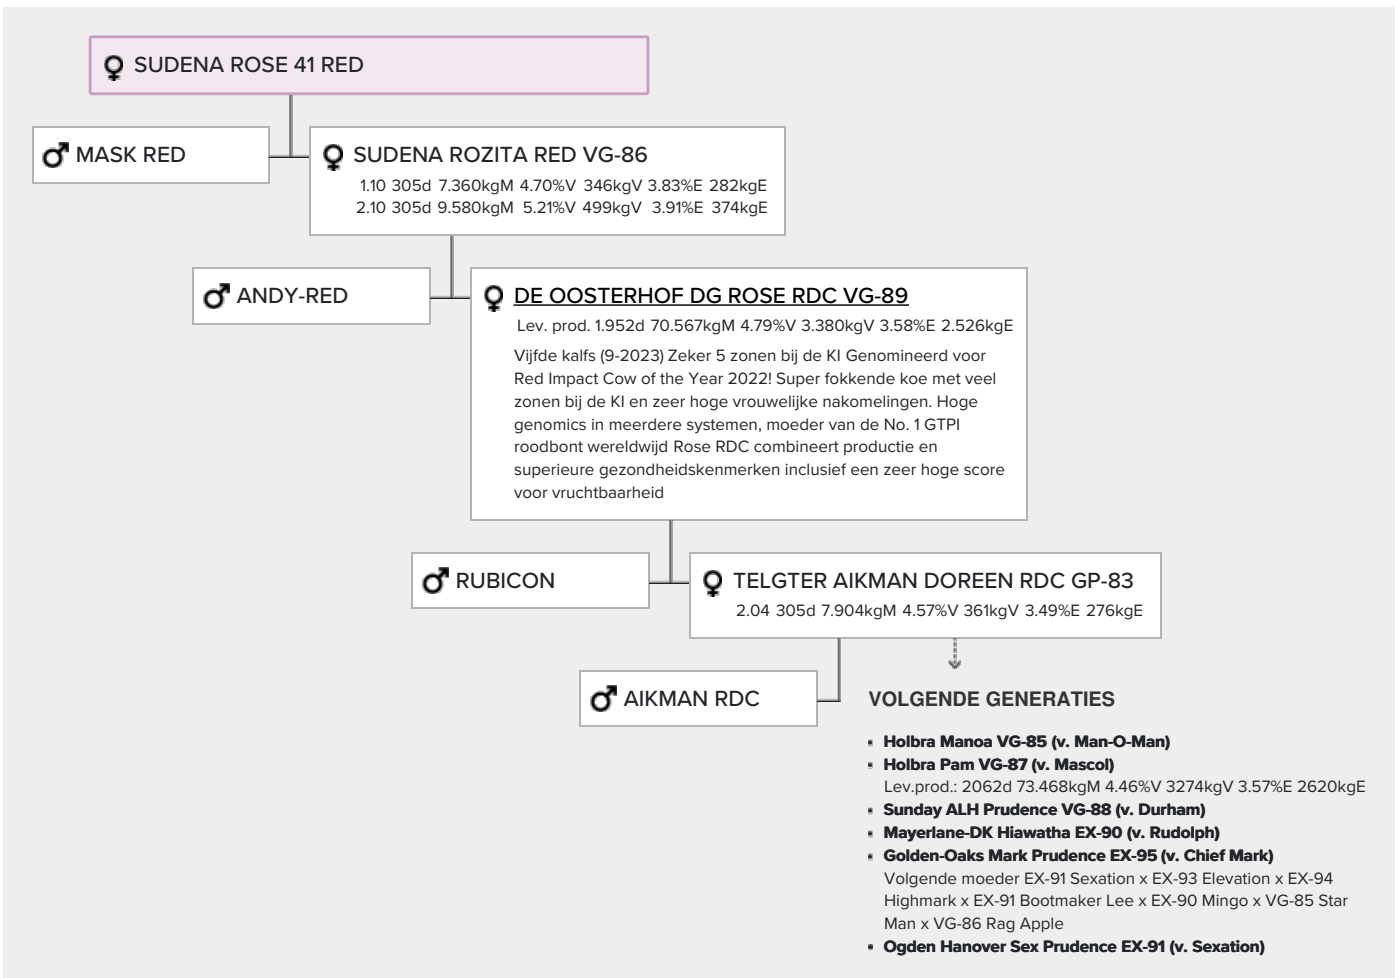 SUDENA ROSE 41 RED
MASK RED
SUDENA ROZITA RED VG-86
1.10 305d 7.360kgM 4.70%V 346kgV 3.83%E 282kgE
2.10 305d 9.580kgM 5.21%V 499kgV 3.91%E 374kgE
ANDY-RED
DE OOSTERHOF DG ROSE RDC VG-89
Lev. prod. 1.952d 70.567kgM 4.79%V 3.380kgV 3.58%E 2.526kgE
Vijfde kalfs (9-2023) Zeker 5 zonen bij de KI Genomineerd voor
Red Impact Cow of the Year 2022! Super fokkende koe met veel
zonen bij de KI en zeer hoge vrouwelijke nakomelingen. Hoge
genomics in meerdere systemen, moeder van de No. 1 GTPI
roodbont wereldwijd Rose RDC combineert productie en
superieure gezondheidskenmerken inclusief een zeer hoge score
voor vruchtbaarheid
RUBICON
TELGTER AIKMAN DOREEN RDC GP-83
2.04 305d 7.904kgM 4.57%V 361kgV 3.49%E 276kgE
AIKMAN RDC
VOLGENDE GENERATIES
Holbra Manoa VG-85 (v. Man-O-Man)
Holbra Pam VG-87 (v. Mascol)
Lev.prod.: 2062d 73.468kgM 4.46%V 3274kgV 3.57%E 2620kgE
Sunday ALH Prudence VG-88 (v. Durham)
Mayerlane-DK Hiawatha EX-90 (v. Rudolph)
Golden-Oaks Mark Prudence EX-95 (v. Chief Mark)
Volgende moeder EX-91 Sexation x EX-93 Elevation x EX-94
Highmark x EX-91 Bootmaker Lee x EX-90 Mingo x VG-85 Star
Man x VG-86 Rag Apple
Ogden Hanover Sex Prudence EX-91 (v. Sexation)